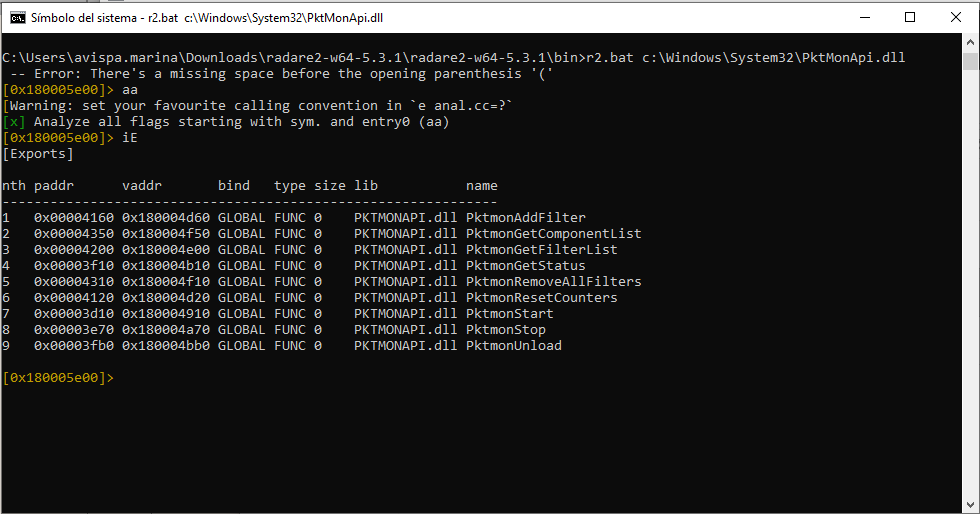 Símbolo del sistema - r2.bat c:\Windows\System32\PktMonApi.dll
C:\Users\avispa.marina\Downloads\radare2-w64-5.3.1\radare2-w64-5.3.1\bin>r2.bat c:\Windows\System32\PktMonApi.dll
 -- Error: There's a missing space before the opening parenthesis '('
[0x180005e00]> aa
[Warning: set your favourite calling convention in `e anal.cc=?`
[x] Analyze all flags starting with sym. and entry0 (aa)
[0x180005e00]> iE
[Exports]
nth paddr      vaddr       bind   type size lib           name
--------------------------------------------------------------
1   0x00004160 0x180004d60 GLOBAL FUNC 0    PKTMONAPI.dll PktmonAddFilter
2   0x00004350 0x180004f50 GLOBAL FUNC 0    PKTMONAPI.dll PktmonGetComponentList
3   0x00004200 0x180004e00 GLOBAL FUNC 0    PKTMONAPI.dll PktmonGetFilterList
4   0x00003f10 0x180004b10 GLOBAL FUNC 0    PKTMONAPI.dll PktmonGetStatus
5   0x00004310 0x180004f10 GLOBAL FUNC 0    PKTMONAPI.dll PktmonRemoveAllFilters
6   0x00004120 0x180004d20 GLOBAL FUNC 0    PKTMONAPI.dll PktmonResetCounters
7   0x00003d10 0x180004910 GLOBAL FUNC 0    PKTMONAPI.dll PktmonStart
8   0x00003e70 0x180004a70 GLOBAL FUNC 0    PKTMONAPI.dll PktmonStop
9   0x00003fb0 0x180004bb0 GLOBAL FUNC 0    PKTMONAPI.dll PktmonUnload
[0x180005e00]>